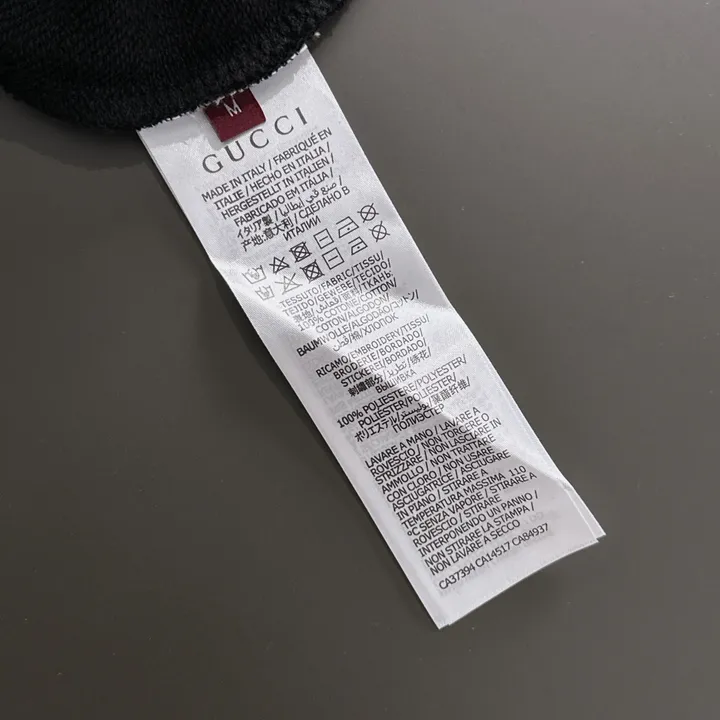 M
GUCCI
MADE IN ITALY / FABRIQUÉ EN
ITALIE / HECHO EN ITALIA /
HERGESTELLT IN ITALIEN /
FABRICADO EM ITÁLIA /
イタリア製 / صنع في إيطاليا /
产地:意大利 / СДЕЛАНО В
ИТАЛИИ
TESSUTO/FABRIC/TISSU/
TEJIDO/GEWEBE/TECIDO/
ТКАНЬ
100% COTONE/COTTON/
COTON/ALGODÓN/
BAUMWOLLE/ALGODÃO/コットン/
قطن/棉/ХЛОПОК
RICAMO/EMBROIDERY/TISSU/
BRODERIE/BORDADO/
STICKEREI/BORDADO/
刺繍部分/تطريز/绣花/
ВЫШИВКА
100% POLIESTERE/POLYESTER/
POLYESTER/POLIÉSTER/
ポリエステル/بوليستر/聚酯纤维/
ПОЛИЭСТЕР
LAVARE A MANO / LAVARE A
ROVESCIO / NON TORCERE O
STRIZZARE / NON LASCIARE IN
AMMOLLO / NON TRATTARE
CON CLORO / NON USARE
ASCIUGATRICE / ASCIUGARE
IN PIANO / STIRARE A
TEMPERATURA MASSIMA 110
°C SENZA VAPORE / STIRARE A
ROVESCIO / STIRARE
INTERPONENDO UN PANNO /
NON STIRARE LA STAMPA /
NON LAVARE A SECCO
CA37394 CA14517 CA84937